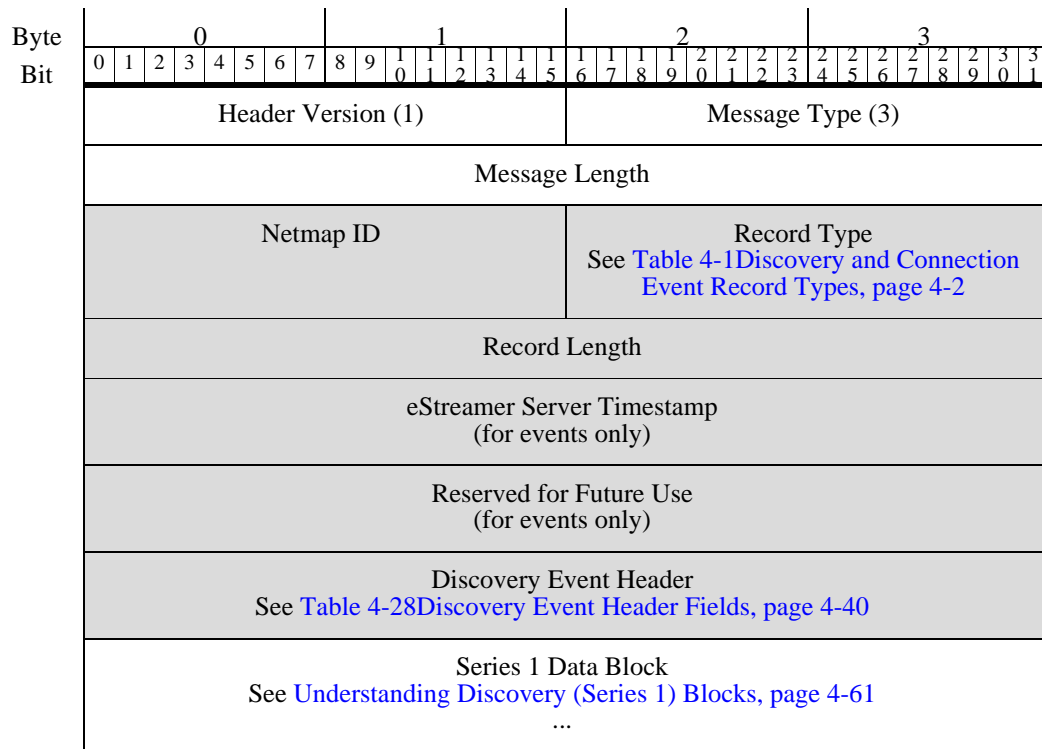 Byte 0 1 2 3
Bit 0 1 2 3 4 5 6 7 8 9 10 11 12 13 14 15 16 17 18 19 20 21 22 23 24 25 26 27 28 29 30 31
Header Version (1) Message Type (3)
Message Length
Netmap ID Record Type
See Table 4-1Discovery and Connection
Event Record Types, page 4-2
Record Length
eStreamer Server Timestamp
(for events only)
Reserved for Future Use
(for events only)
Discovery Event Header
See Table 4-28Discovery Event Header Fields, page 4-40
Series 1 Data Block
See Understanding Discovery (Series 1) Blocks, page 4-61
...